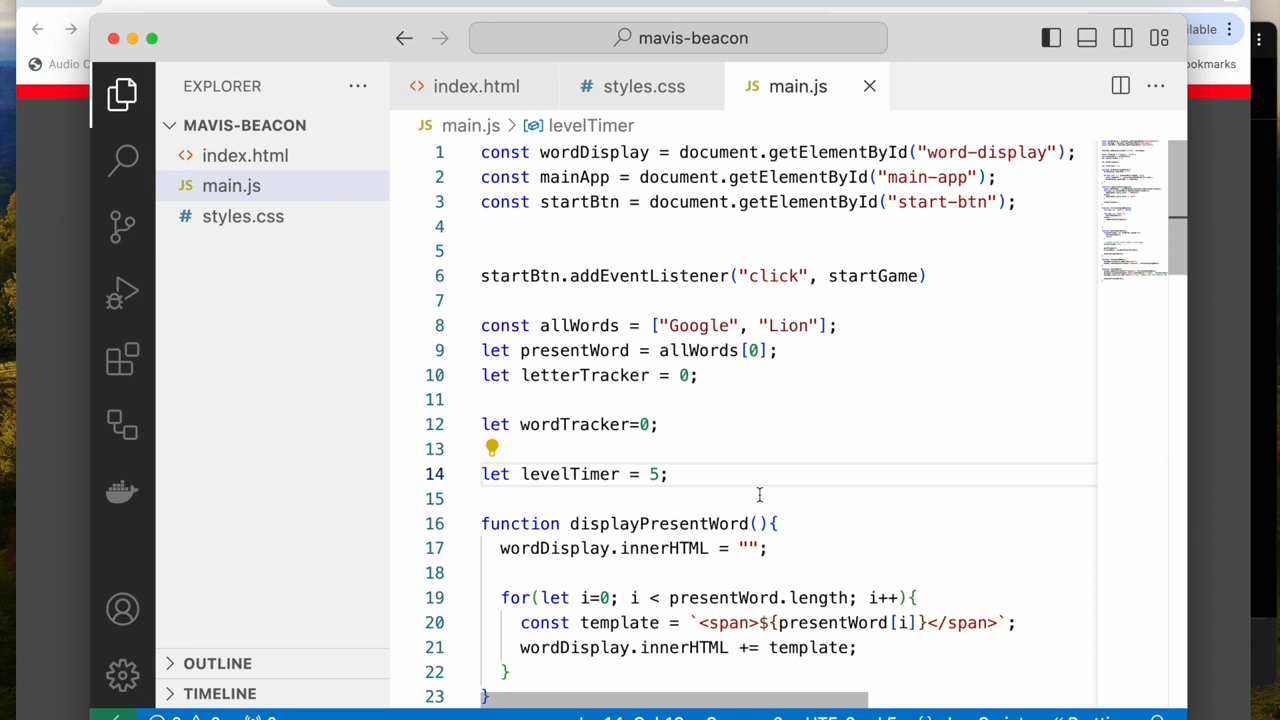 mavis-beacon
ilable
Audio C
ookmarks
EXPLORER
index.html
styles.css
main.js
MAVIS-BEACON
index.html
main.js
styles.css
OUTLINE
TIMELINE
main.js > levelTimer
1 const wordDisplay = document.getElementById("word-display");
2 const mainApp = document.getElementById("main-app");
3 const startBtn = document.getElementById("start-btn");
4
5
6 startBtn.addEventListener("click", startGame)
7
8 const allWords = ["Google", "Lion"];
9 let presentWord = allWords[0];
10 let letterTracker = 0;
11
12 let wordTracker=0;
13
14 let levelTimer = 5;
15
16 function displayPresentWord(){
17 wordDisplay.innerHTML = "";
18
19 for(let i=0; i < presentWord.length; i++){
20 const template = `<span>${presentWord[i]}</span>`;
21 wordDisplay.innerHTML += template;
22 }
23 }